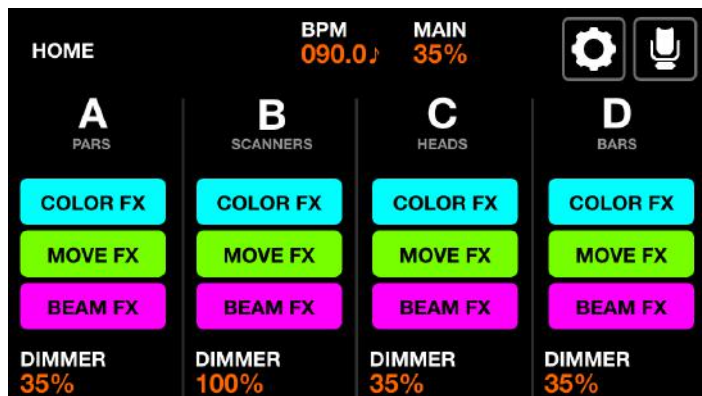 HOME
BPM
090.0♪
MAIN
35%
A
PARS
B
SCANNERS
C
HEADS
D
BARS
COLOR FX
COLOR FX
COLOR FX
COLOR FX
MOVE FX
MOVE FX
MOVE FX
MOVE FX
BEAM FX
BEAM FX
BEAM FX
BEAM FX
DIMMER
35%
DIMMER
100%
DIMMER
35%
DIMMER
35%